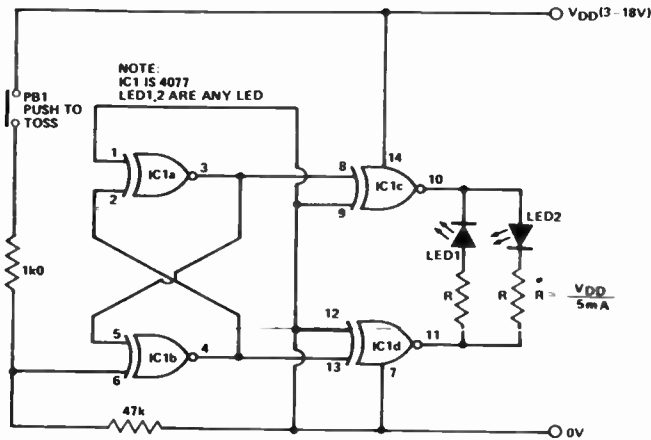 VDD (3-18V)
NOTE:
IC1 IS 4077
LED1,2 ARE ANY LED
PB1
PUSH TO
TOSS
1
2
3
IC1a
8
9
14
10
IC1c
LED1
LED2
1k0
R
R
R = VDD
5mA
5
6
4
IC1b
12
13
11
IC1d
7
47k
0V